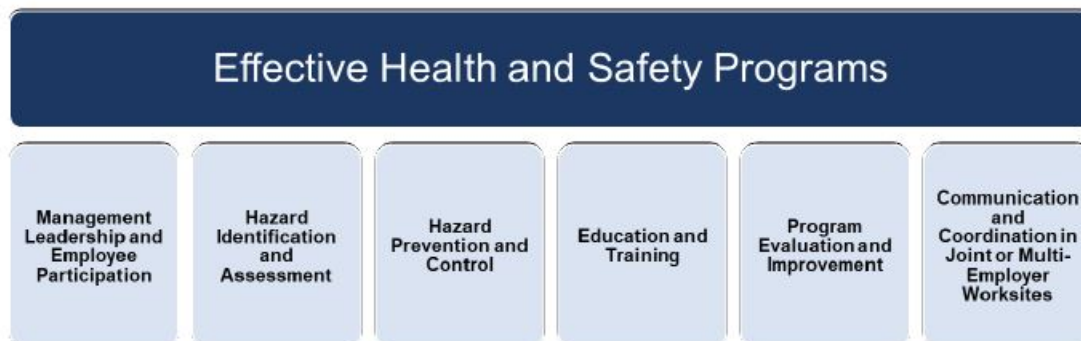 Effective Health and Safety Programs
Management
Leadership and
Employee
Participation
Hazard
Identification
and
Assessment
Hazard
Prevention and
Control
Education and
Training
Program
Evaluation and
Improvement
Communication
and
Coordination in
Joint or Multi-
Employer
Worksites